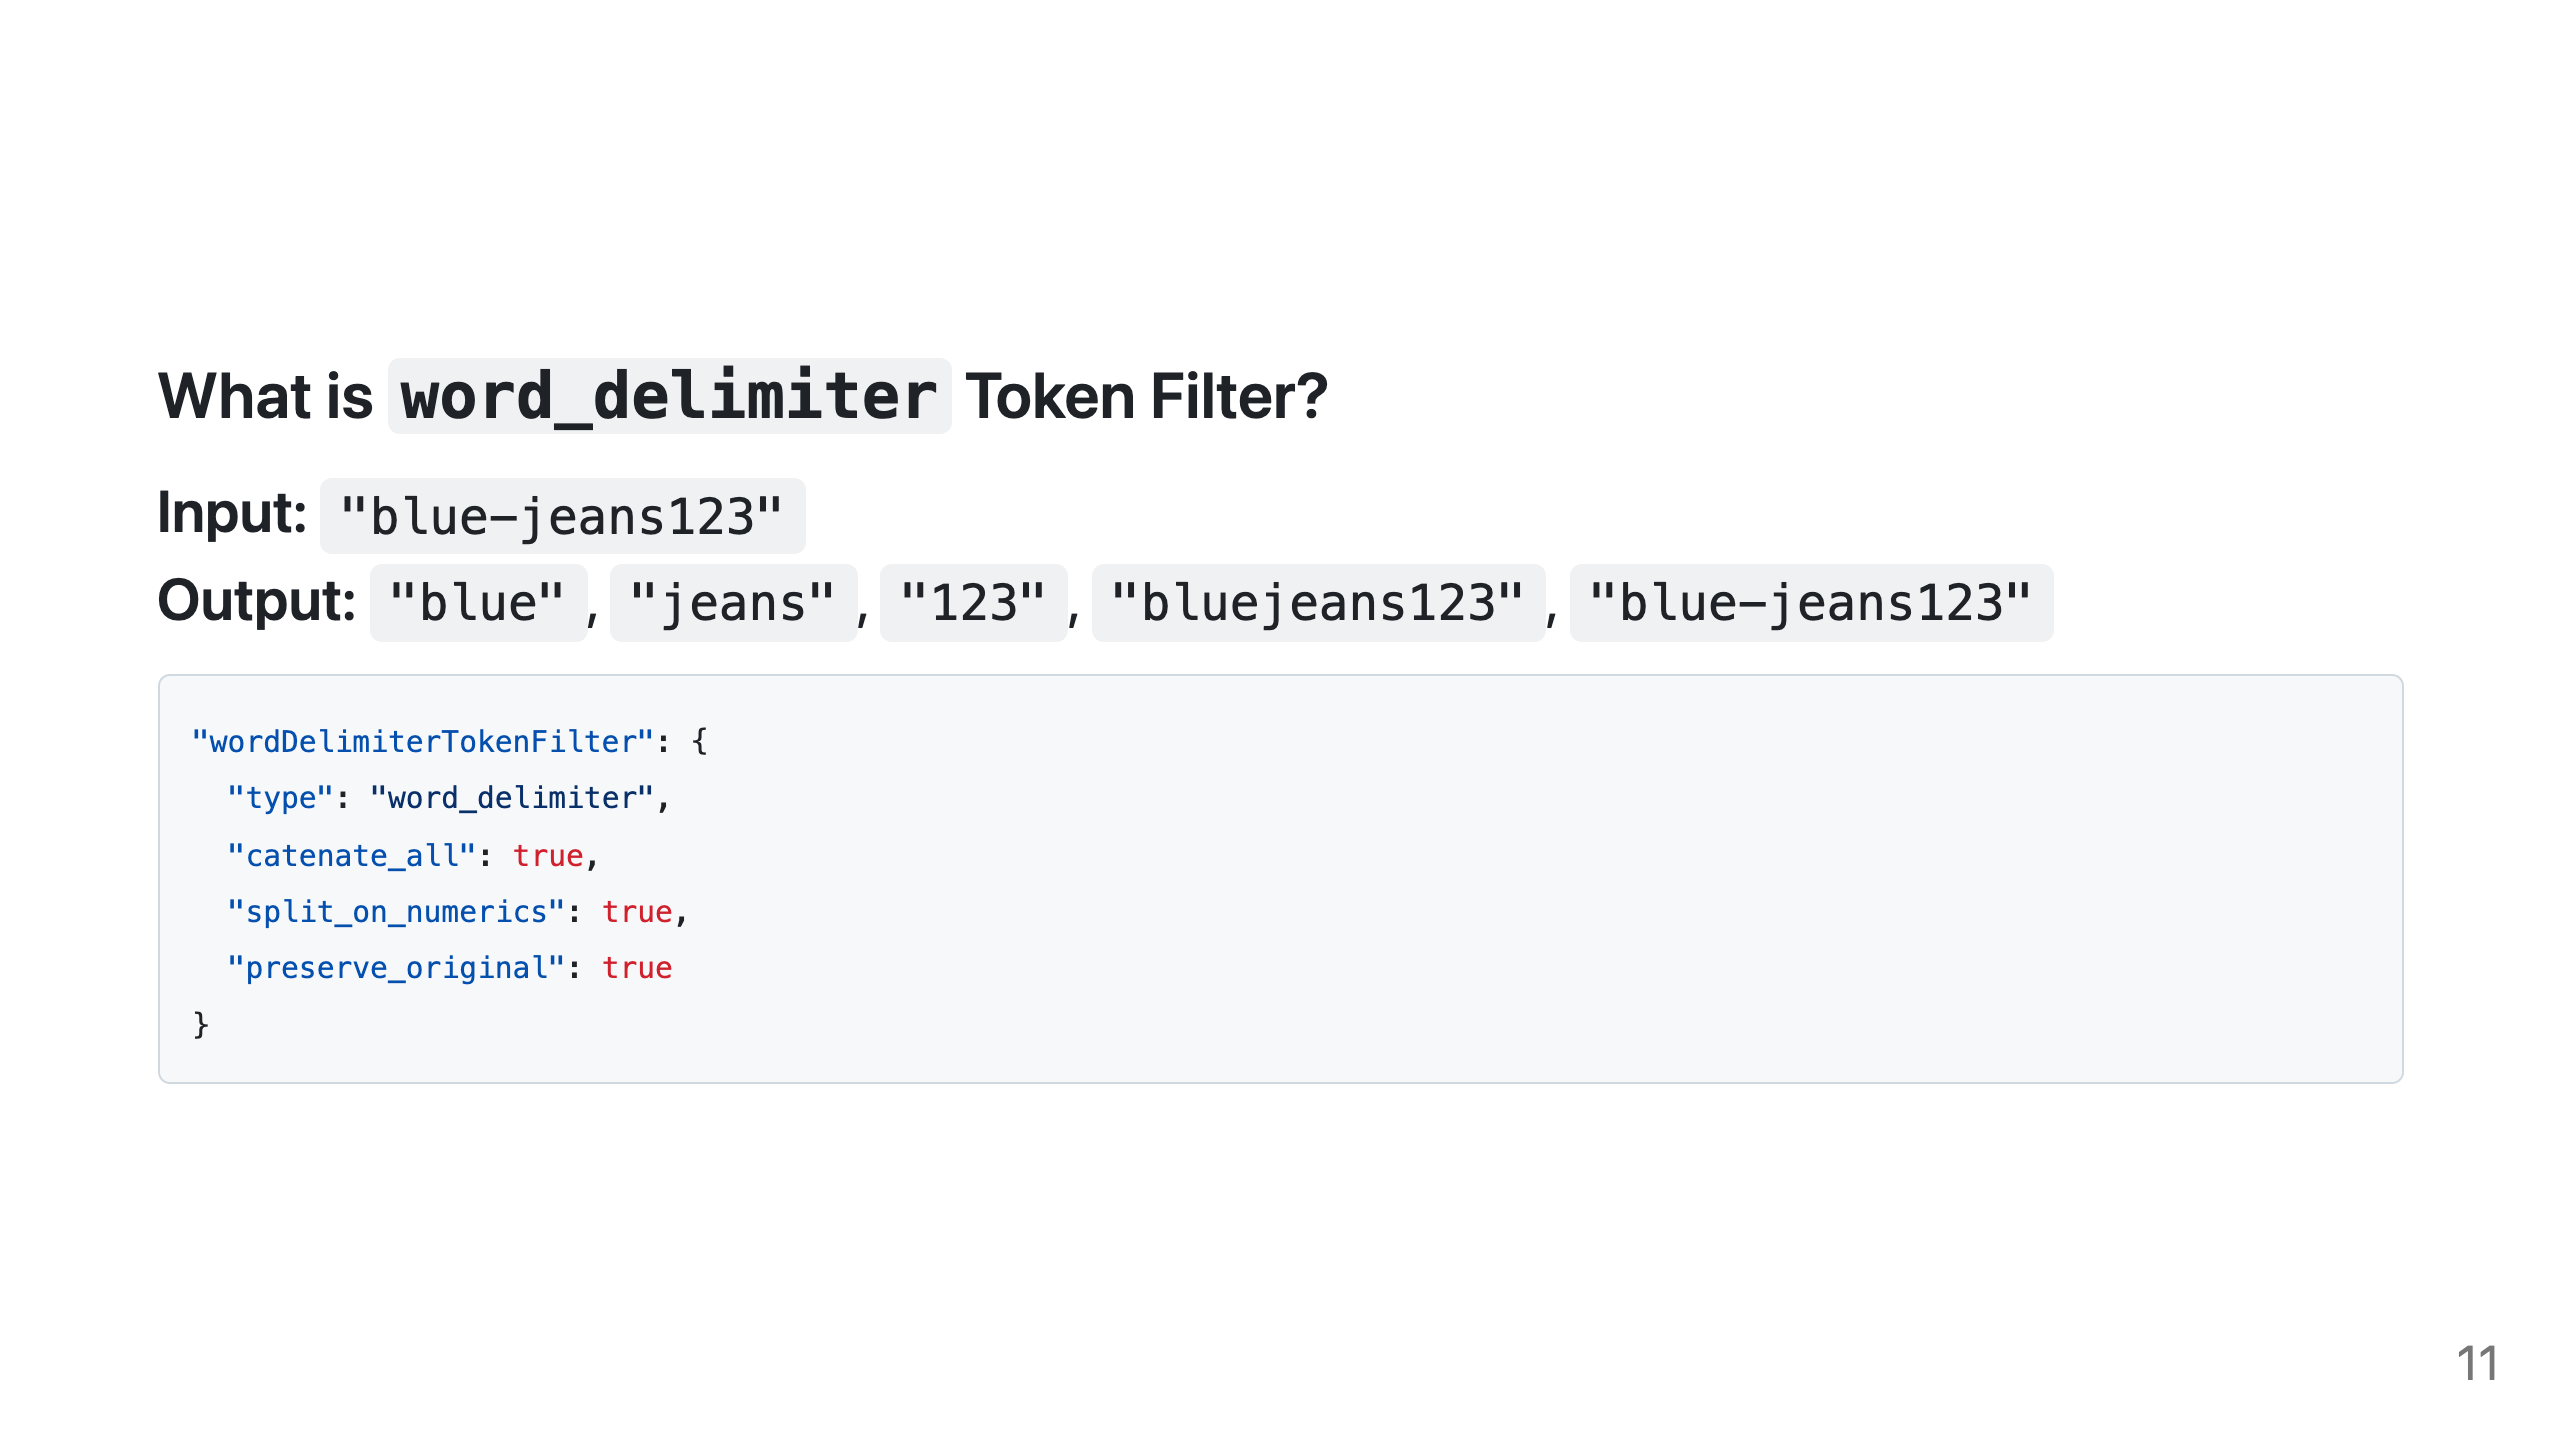 What is word_delimiter Token Filter?
Input: "blue-jeans123"
Output: "blue", "jeans", "123", "bluejeans123", "blue-jeans123"
"wordDelimiterTokenFilter": {
  "type": "word_delimiter",
  "catenate_all": true,
  "split_on_numerics": true,
  "preserve_original": true
}
11